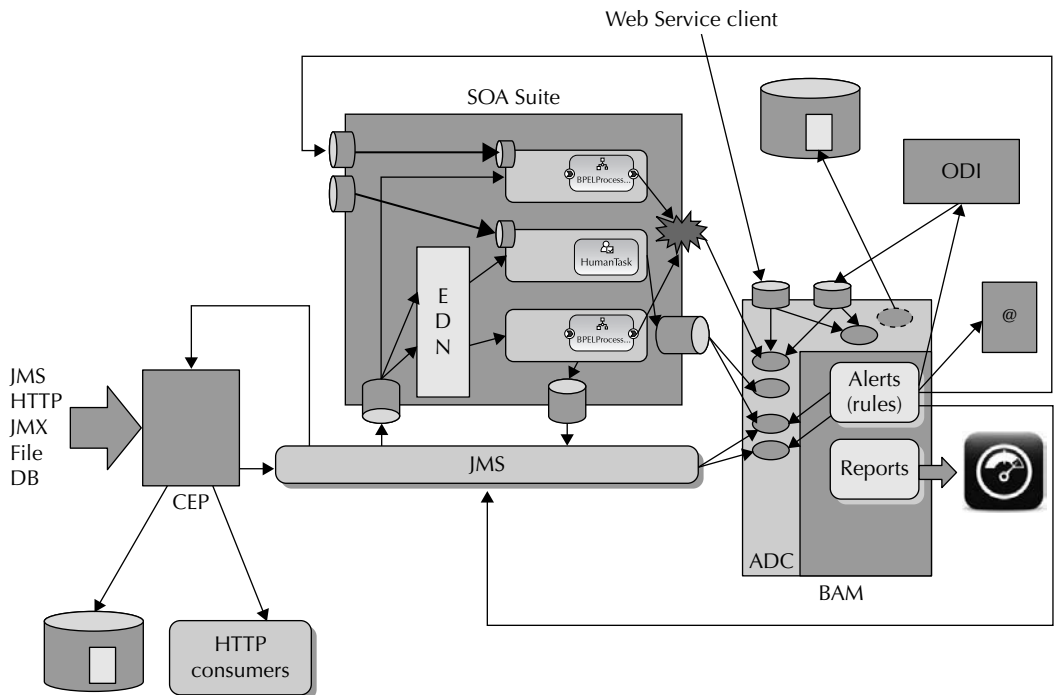 Web Service client
SOA Suite
BPELProcess...
ODI
HumanTask
E
D
N
@
BPELProcess...
JMS
HTTP
JMX
File
DB
Alerts
(rules)
JMS
Reports
CEP
ADC
BAM
HTTP
consumers